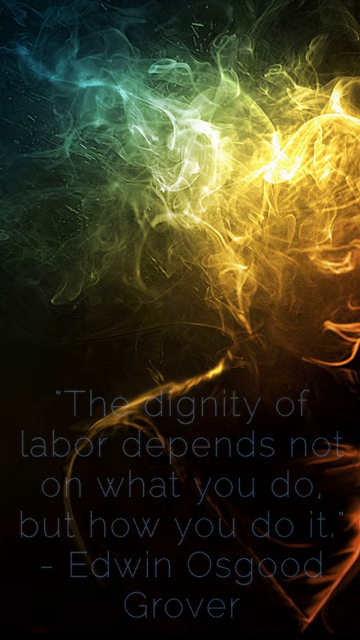 "The dignity of
labor depends not
on what you do,
but how you do it."
- Edwin Osgood
Grover